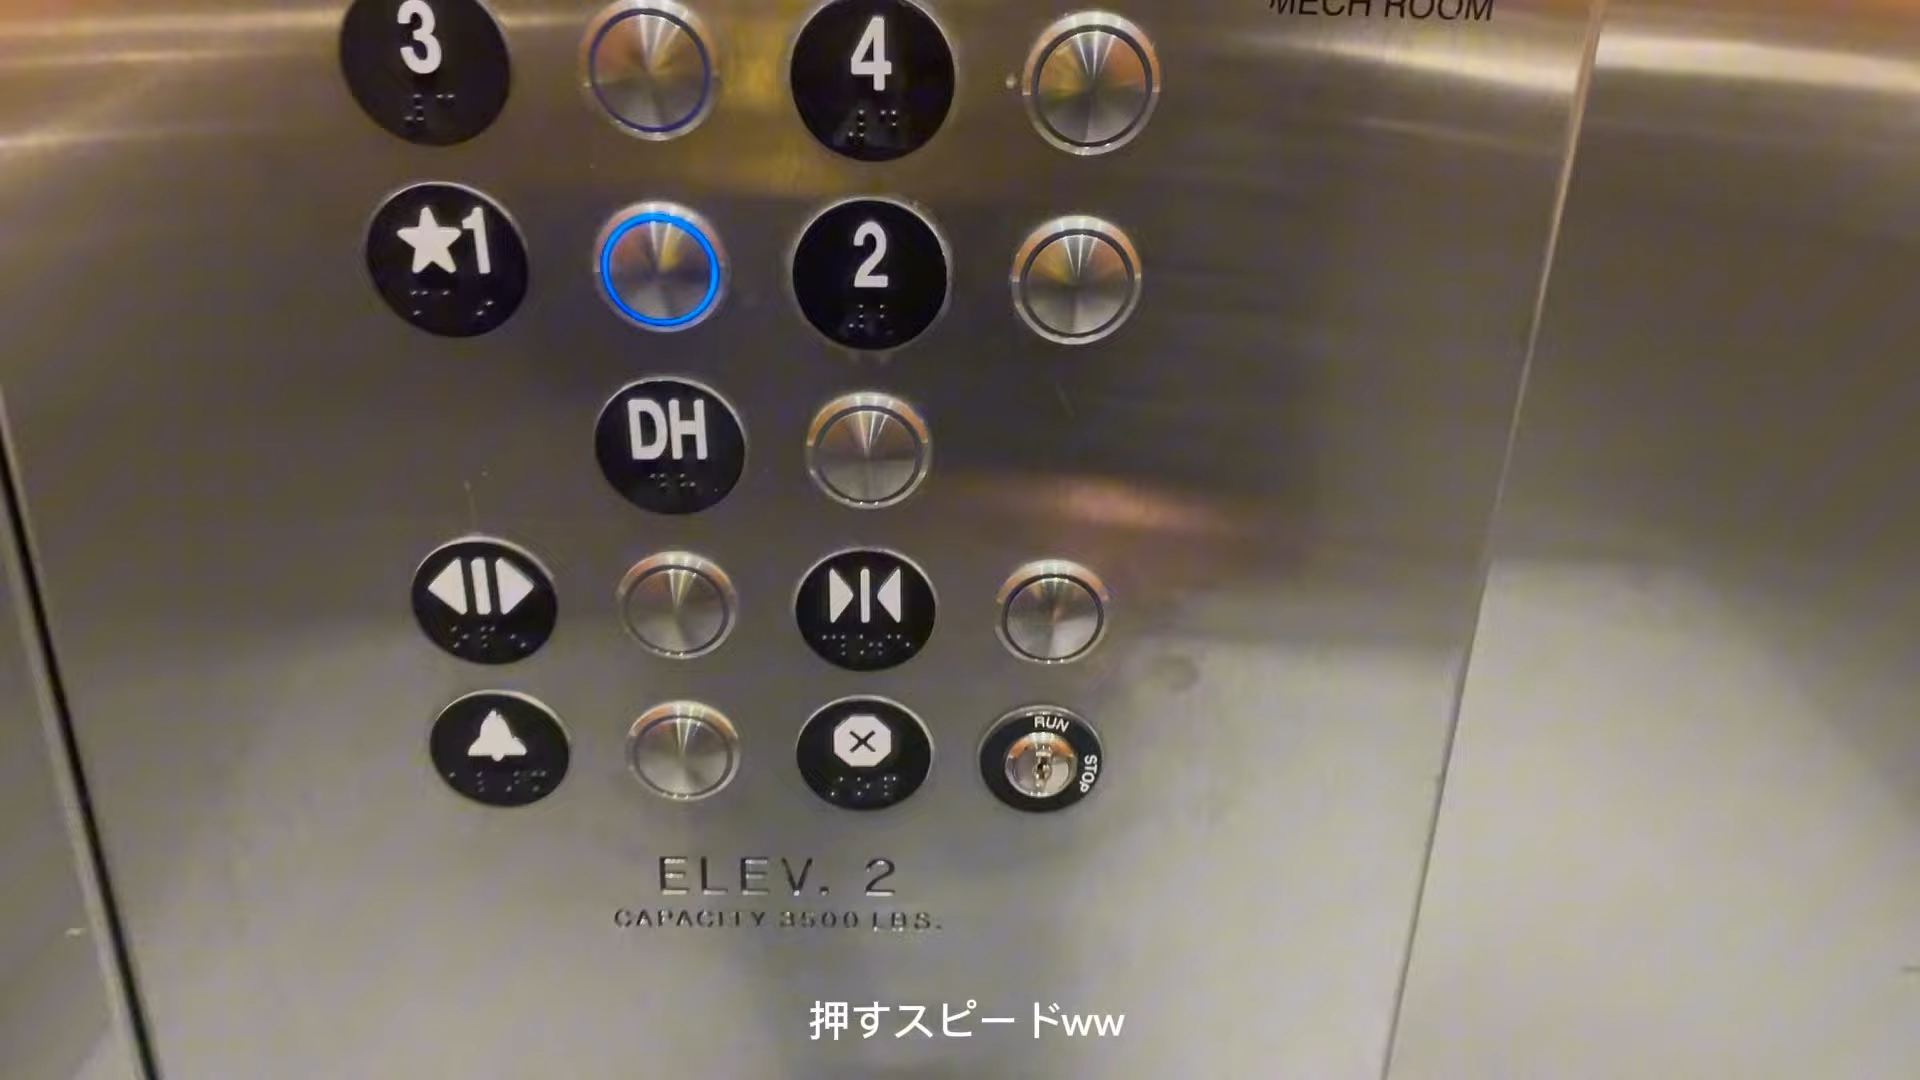 MECH ROOM
3 4
★1 2
DH
RUN
STOP
ELEV. 2
CAPACITY 3500 LBS.
押すスピードww